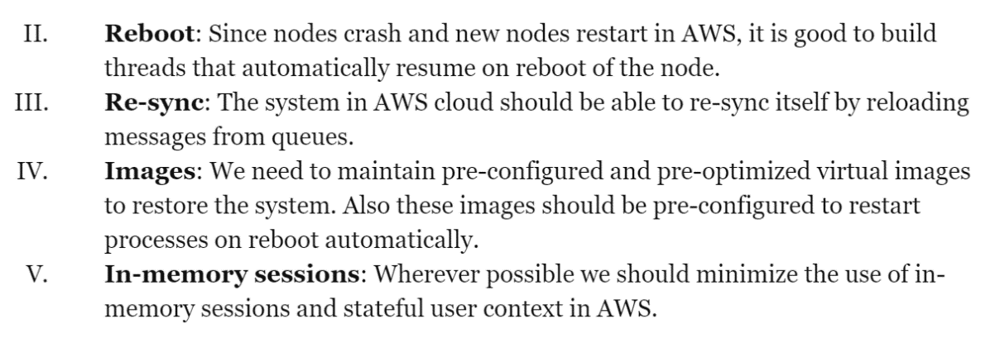 II. Reboot: Since nodes crash and new nodes restart in AWS, it is good to build
threads that automatically resume on reboot of the node.
III. Re-sync: The system in AWS cloud should be able to re-sync itself by reloading
messages from queues.
IV. Images: We need to maintain pre-configured and pre-optimized virtual images
to restore the system. Also these images should be pre-configured to restart
processes on reboot automatically.
V. In-memory sessions: Wherever possible we should minimize the use of in-
memory sessions and stateful user context in AWS.